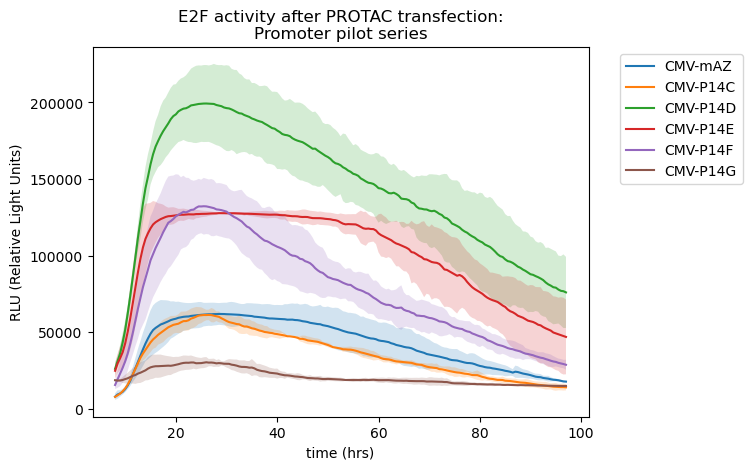 E2F activity after PROTAC transfection:
Promoter pilot series
RLU (Relative Light Units)
200000
150000
100000
50000
0
20
40
60
80
100
time (hrs)
CMV-mAZ
CMV-P14C
CMV-P14D
CMV-P14E
CMV-P14F
CMV-P14G